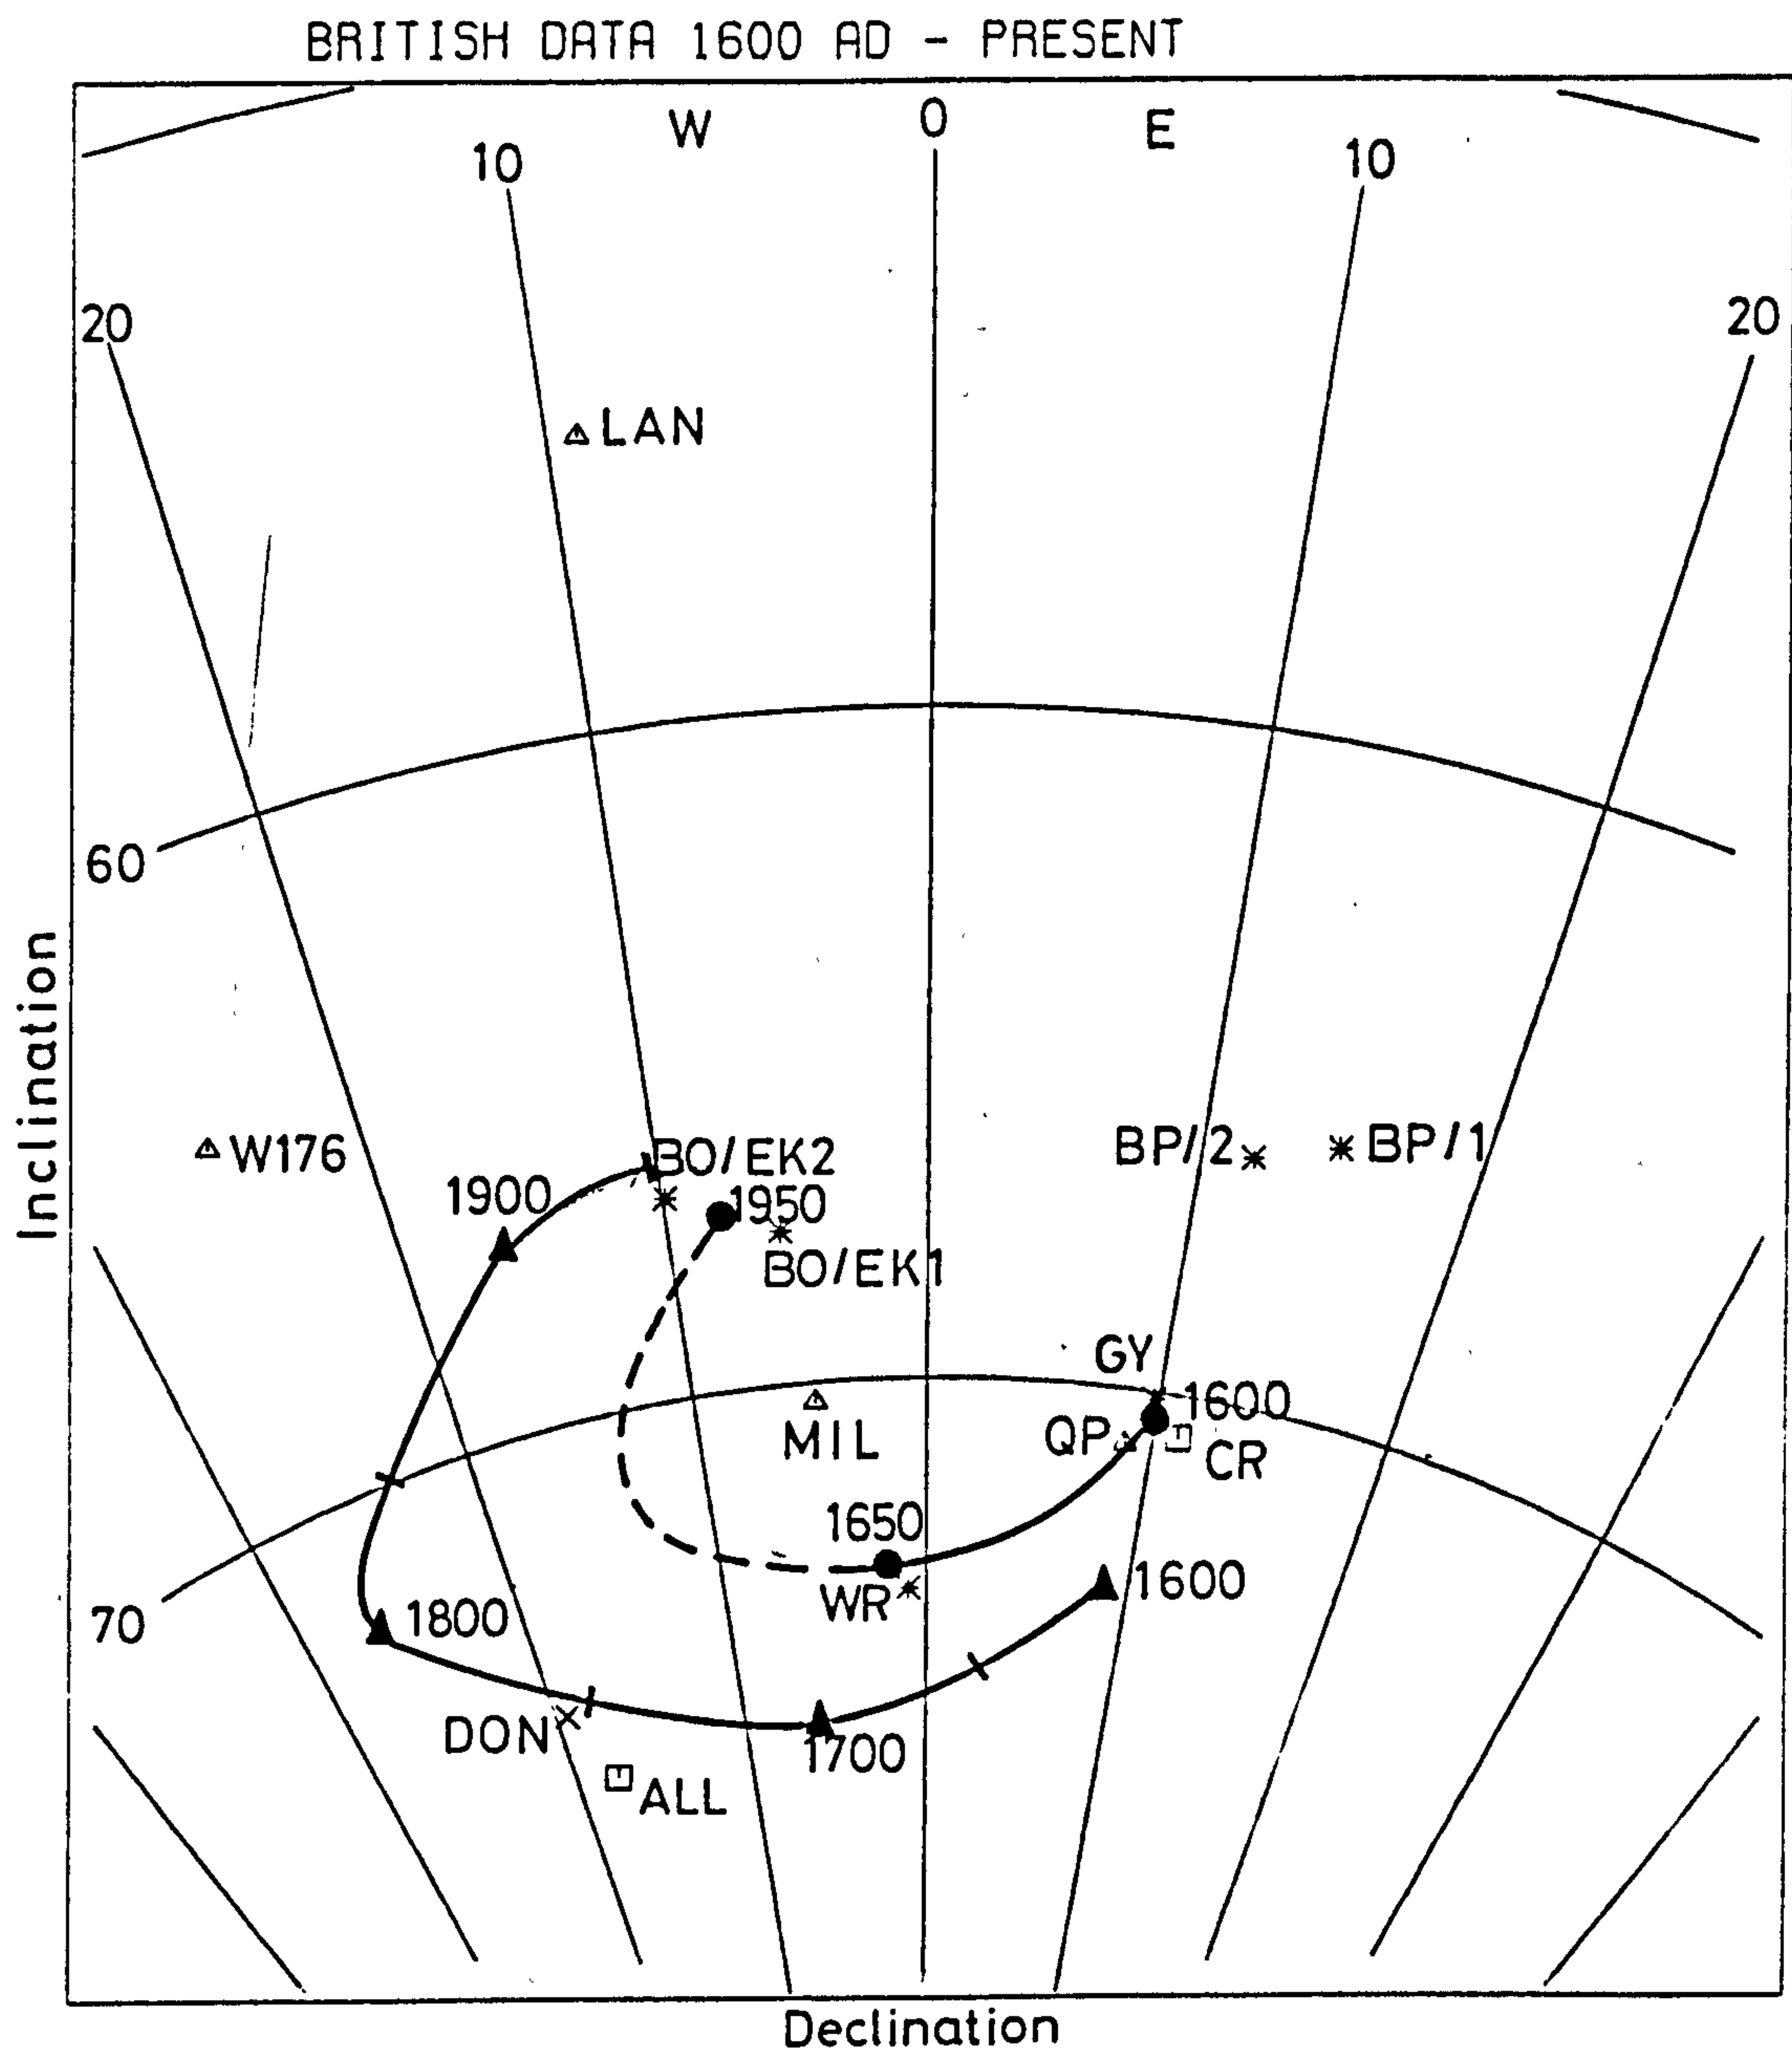 BRITISH DATA 1600 AD - PRESENT
W 0 E
10 10
20 20
LAN
60
Inclination
W176
BO/EK2
BP/2 BP/1
1900
1950
BO/EK1
GY
1600
QP
CR
MIL
1650
WR
1600
70
1800
DON
1700
ALL
Declination